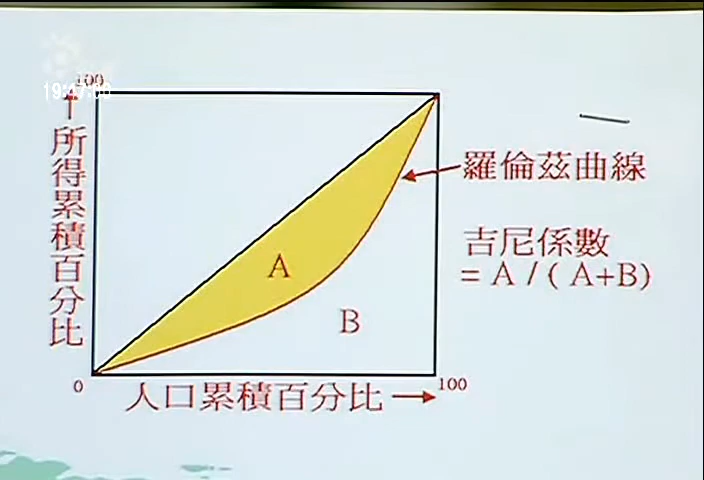 100
↑所得累積百分比
羅倫茲曲線
吉尼係數
= A / ( A+B)
A
B
0
100
人口累積百分比→